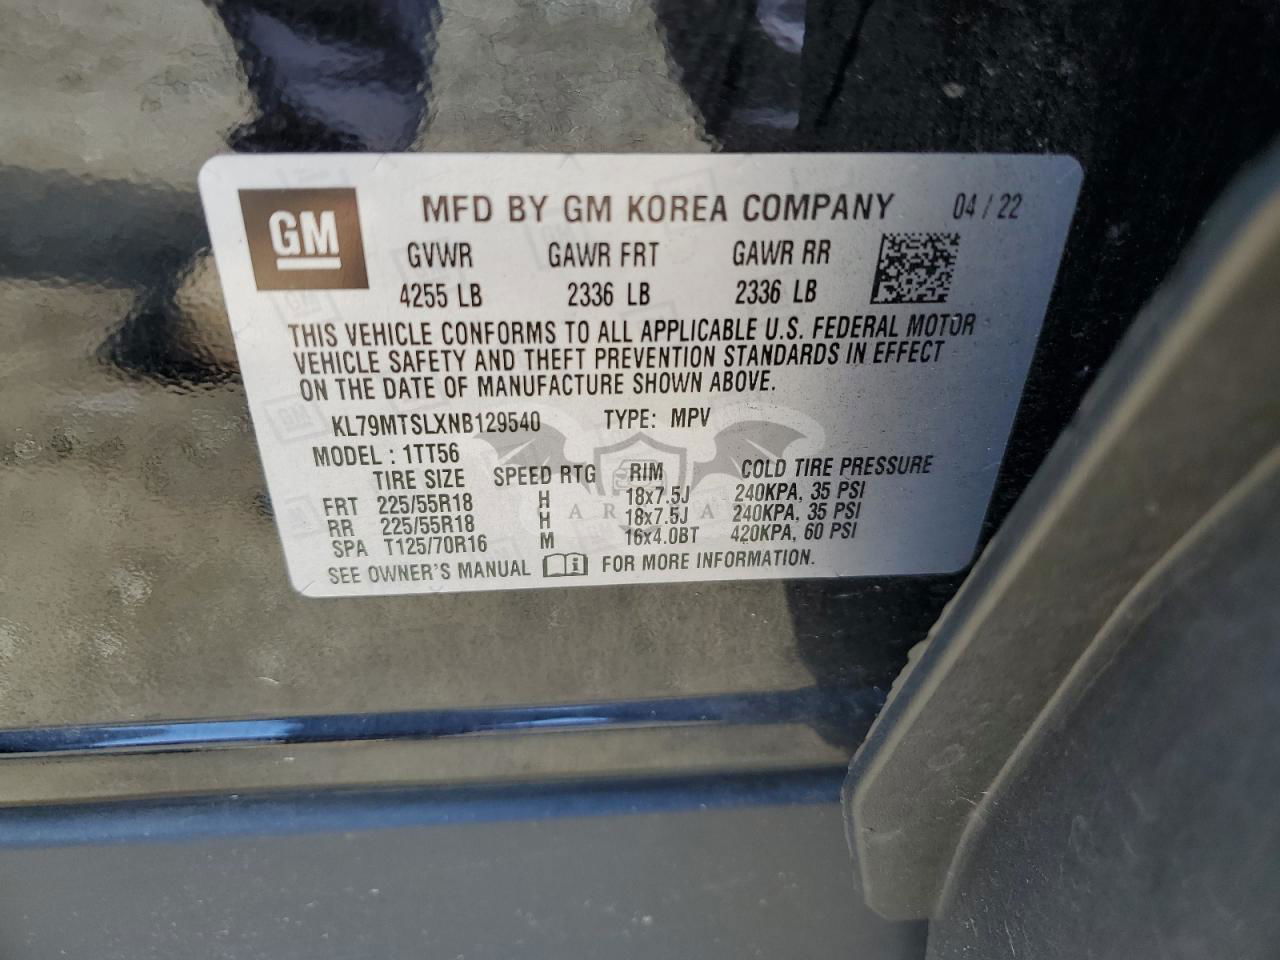 GM
MFD BY GM KOREA COMPANY 04 / 22
GVWR GAWR FRT GAWR RR
4255 LB 2336 LB 2336 LB
THIS VEHICLE CONFORMS TO ALL APPLICABLE U.S. FEDERAL MOTOR
VEHICLE SAFETY AND THEFT PREVENTION STANDARDS IN EFFECT
ON THE DATE OF MANUFACTURE SHOWN ABOVE.
KL79MTSLXNB129540 TYPE: MPV
MODEL : 1TT56
TIRE SIZE SPEED RTG RIM COLD TIRE PRESSURE
FRT 225/55R18 H 18x7.5J 240KPA, 35 PSI
RR 225/55R18 H 18x7.5J 240KPA, 35 PSI
SPA T125/70R16 M 16x4.0BT 420KPA, 60 PSI
SEE OWNER'S MANUAL i FOR MORE INFORMATION.